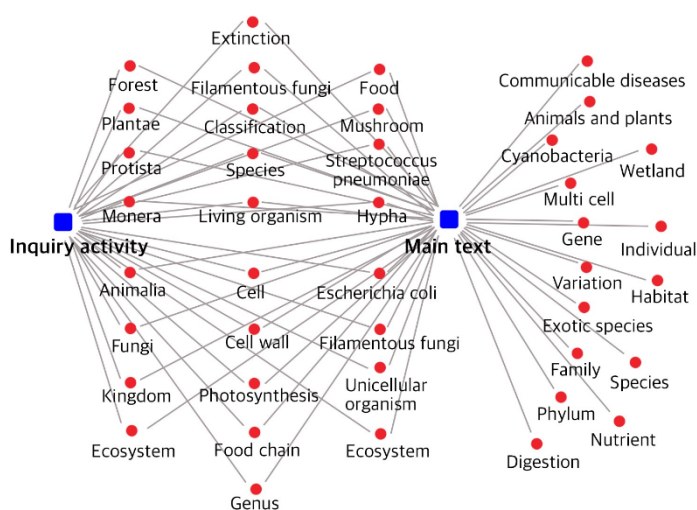 Extinction
Forest
Filamentous fungi
Food
Communicable diseases
Plantae
Classification
Mushroom
Animals and plants
Protista
Species
Streptococcus
pneumoniae
Cyanobacteria
Wetland
Multi cell
Monera
Living organism
Hypha
Inquiry activity
Main text
Gene
Individual
Animalia
Cell
Escherichia coli
Variation
Habitat
Exotic species
Fungi
Cell wall
Filamentous fungi
Family
Species
Kingdom
Photosynthesis
Unicellular
organism
Phylum
Nutrient
Ecosystem
Food chain
Ecosystem
Digestion
Genus